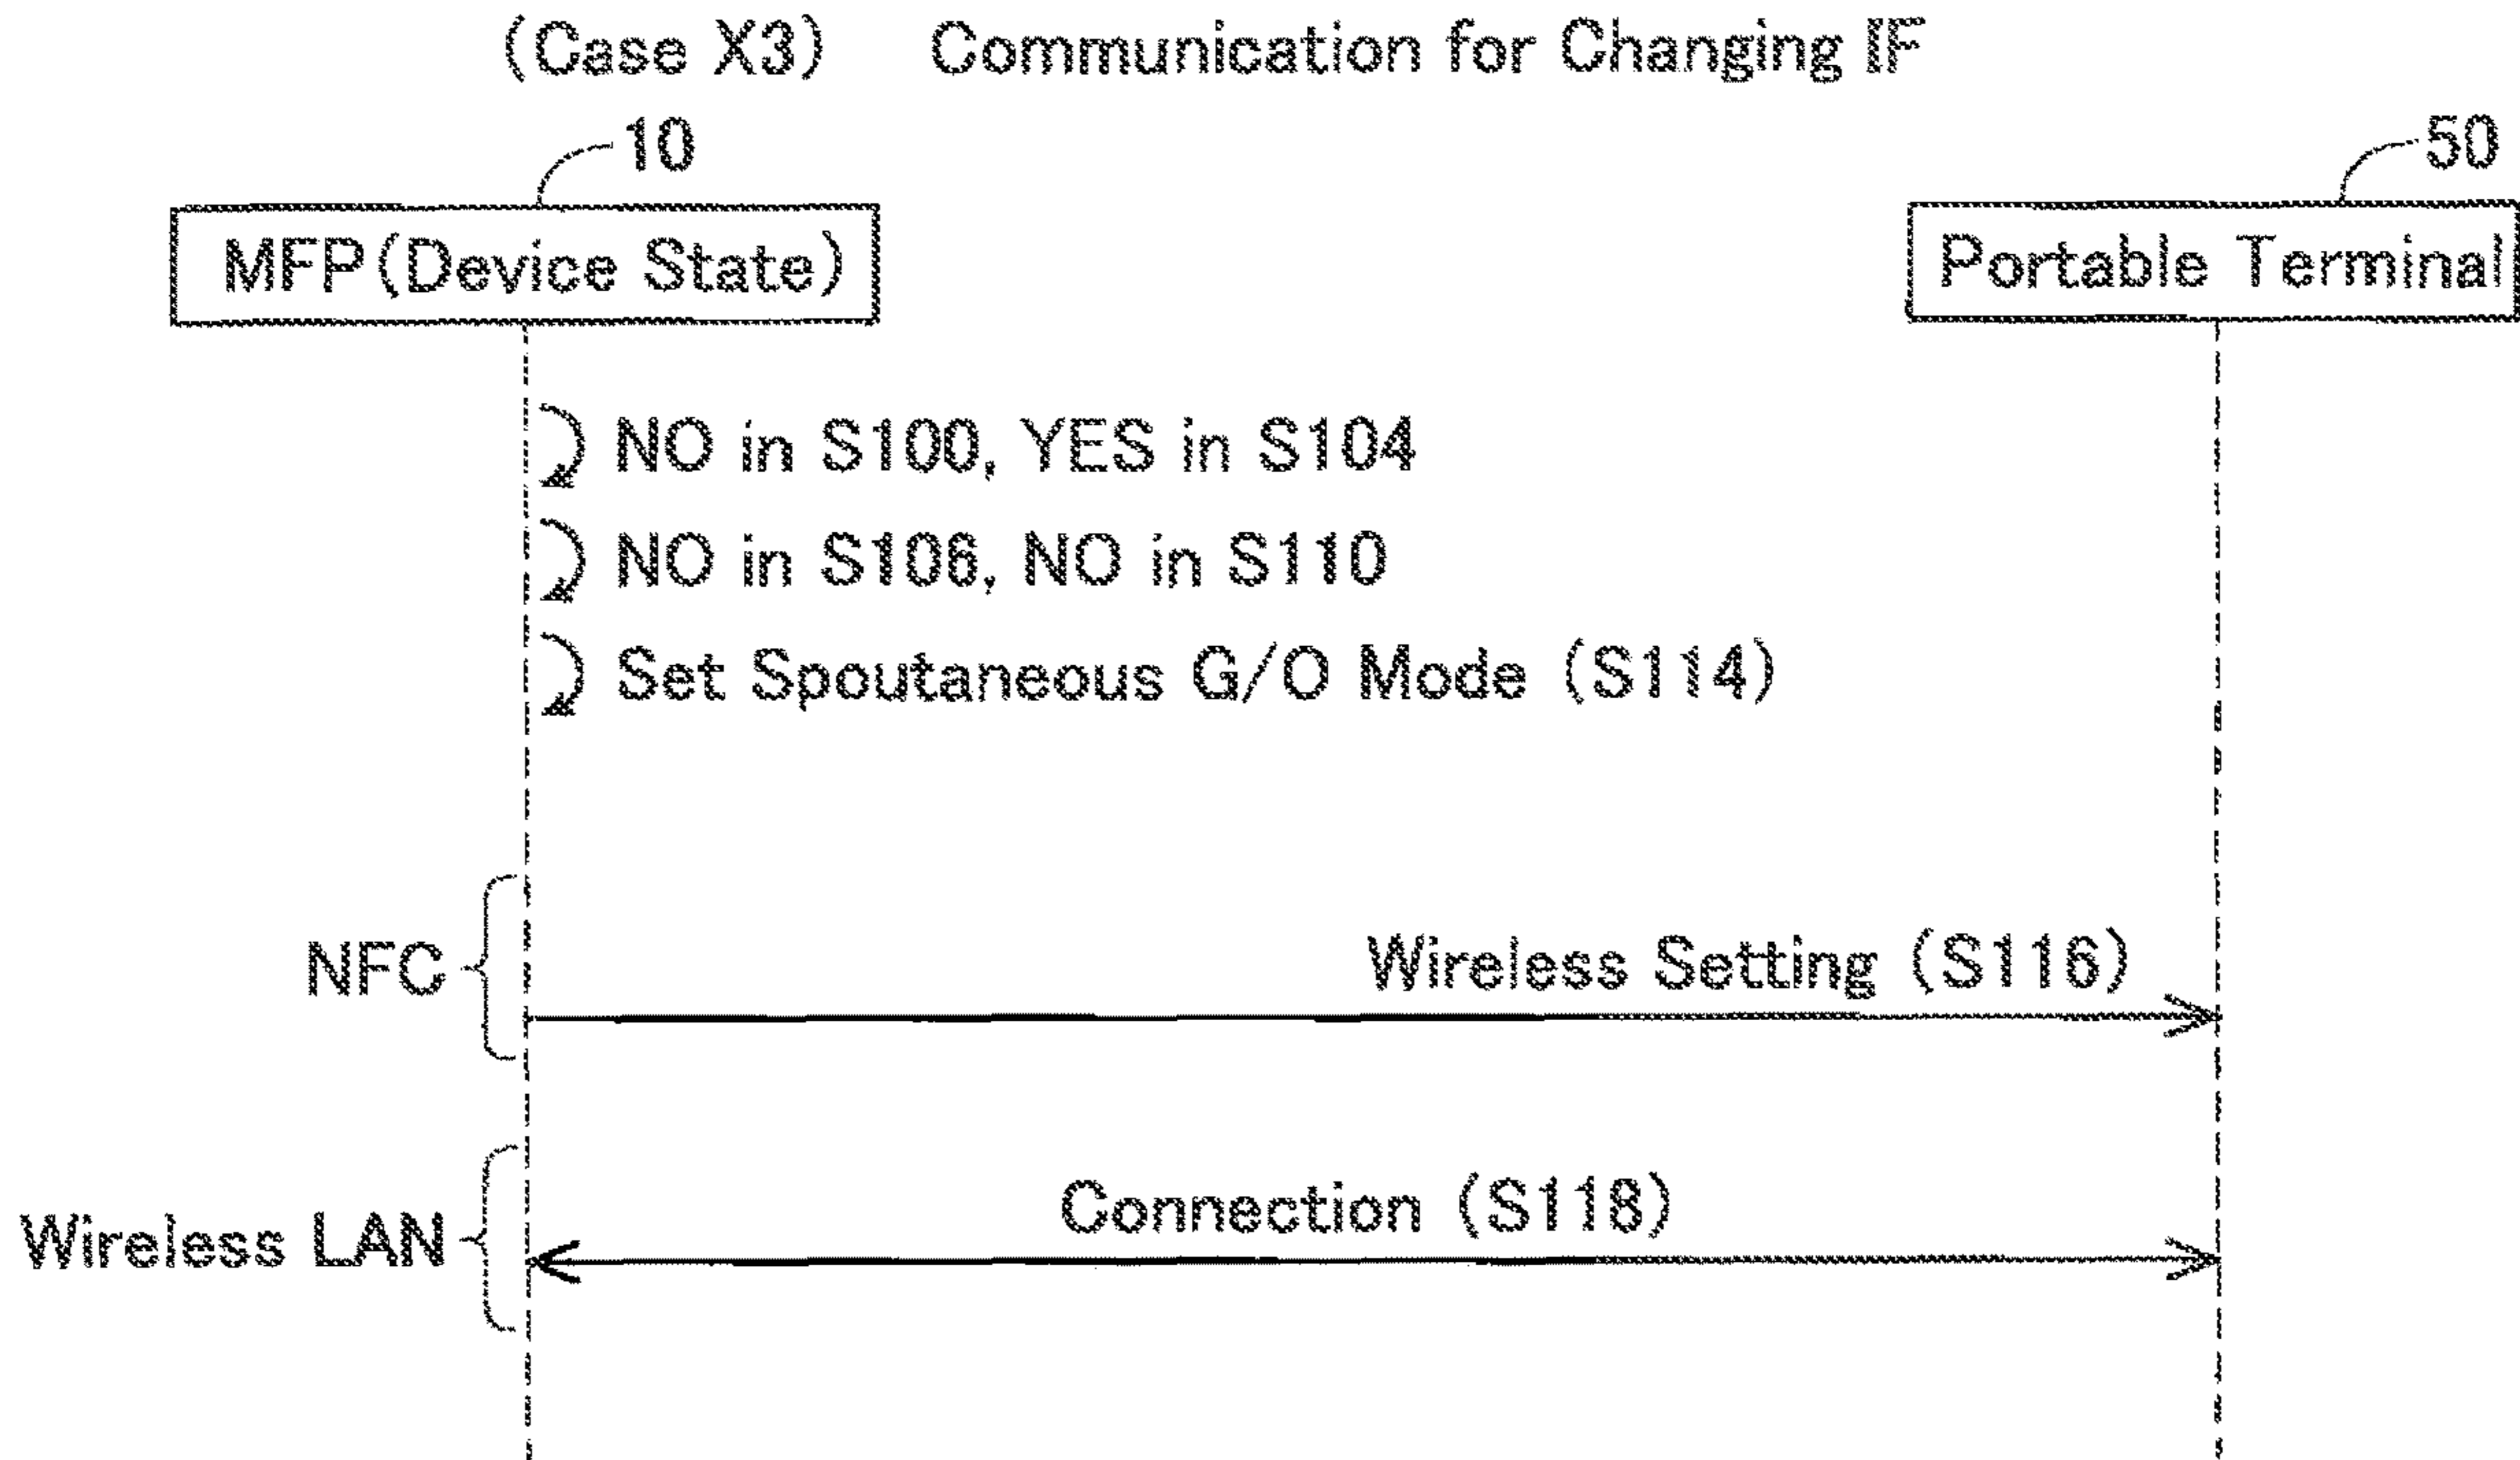 (Case X3) Communication for Changing IF
10
50
MFP(Device State)
Portable Terminal
NO in S100, YES in S104
NO in S106, NO in S110
Set Spoutaneous G/O Mode (S114)
NFC
Wireless Setting (S116)
Wireless LAN
Connection (S118)